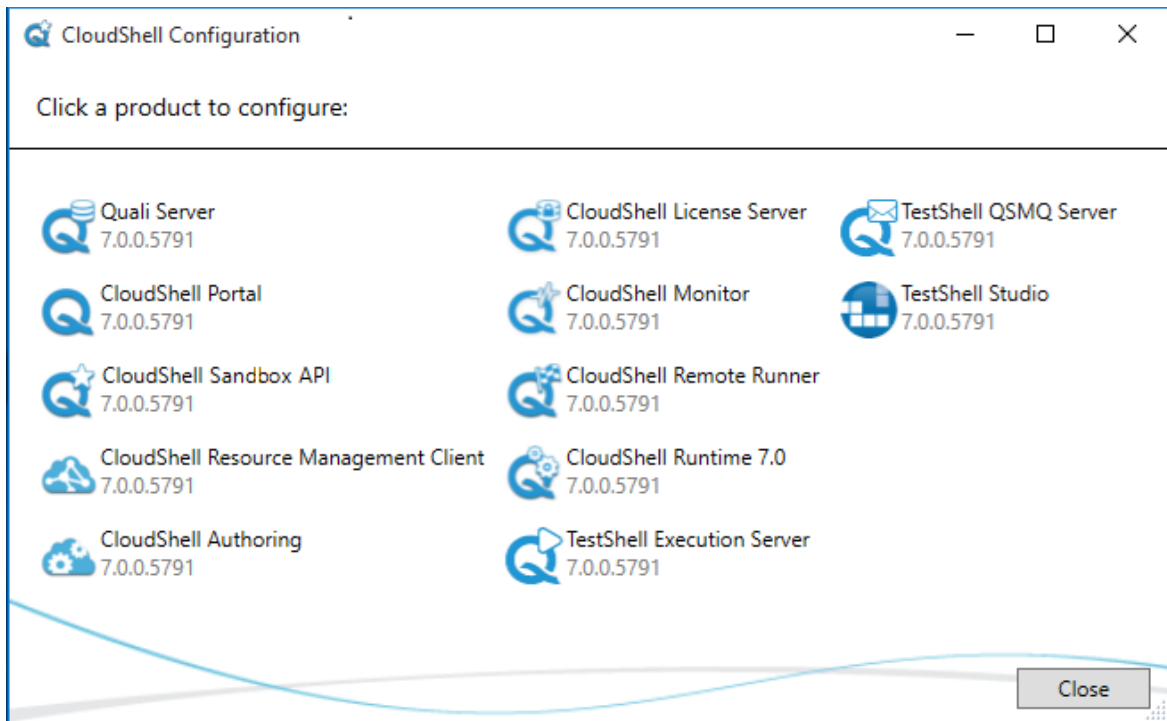 CloudShell Configuration
Click a product to configure:
Quali Server
7.0.0.5791
CloudShell Portal
7.0.0.5791
CloudShell Sandbox API
7.0.0.5791
CloudShell Resource Management Client
7.0.0.5791
CloudShell Authoring
7.0.0.5791
CloudShell License Server
7.0.0.5791
CloudShell Monitor
7.0.0.5791
CloudShell Remote Runner
7.0.0.5791
CloudShell Runtime 7.0
7.0.0.5791
TestShell Execution Server
7.0.0.5791
TestShell QSMQ Server
7.0.0.5791
TestShell Studio
7.0.0.5791
Close